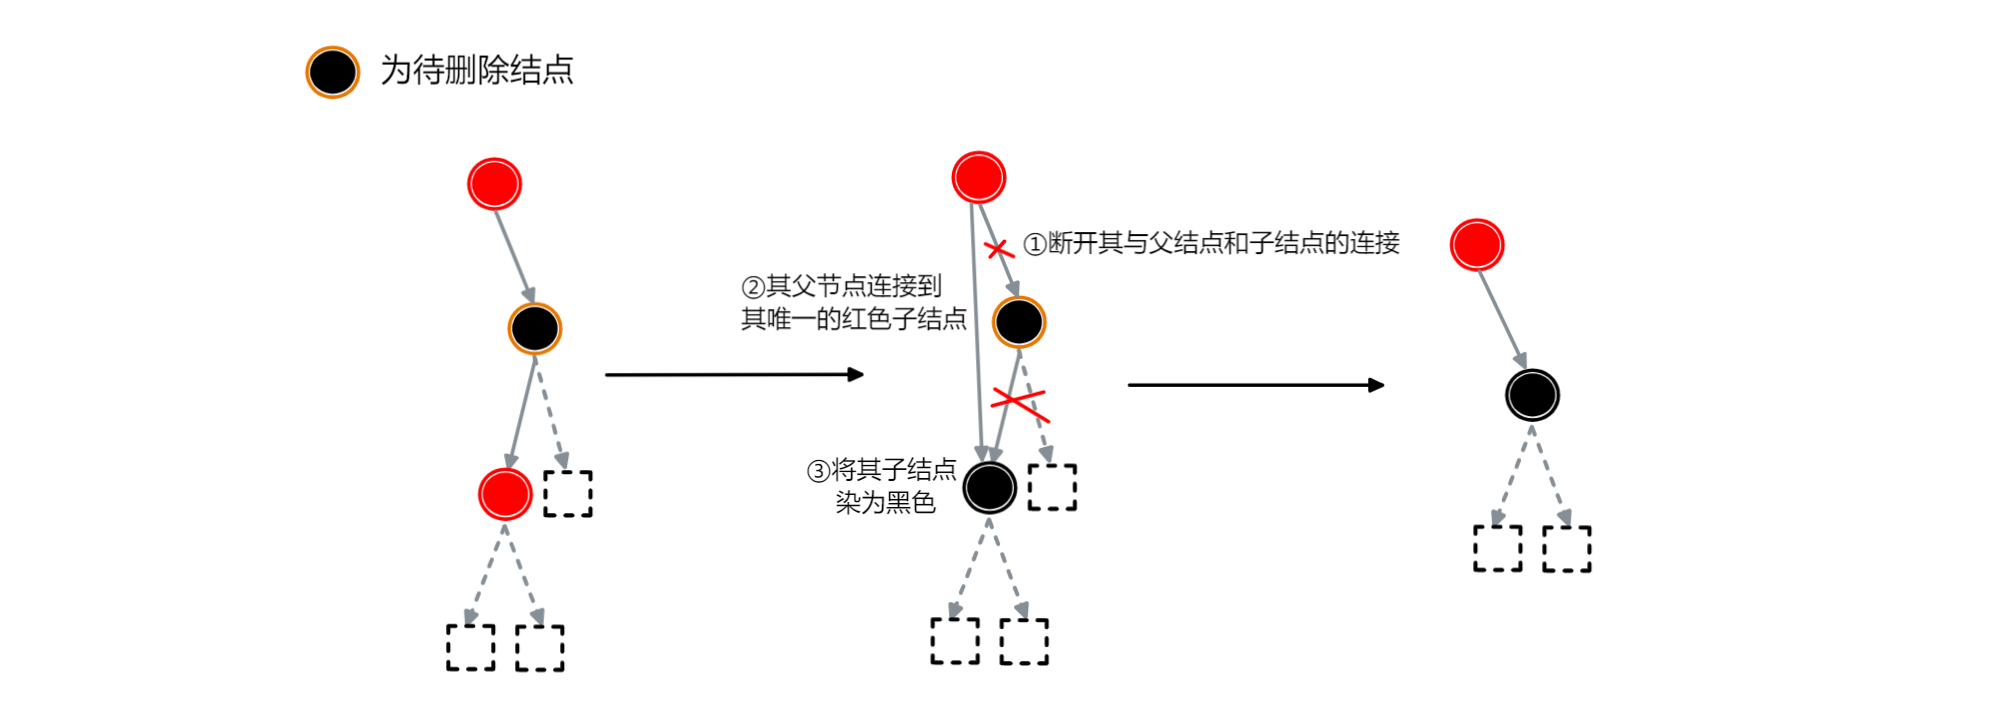 为待删除结点
①断开其与父结点和子结点的连接
②其父节点连接到
其唯一的红色子结点
③将其子结点
染为黑色